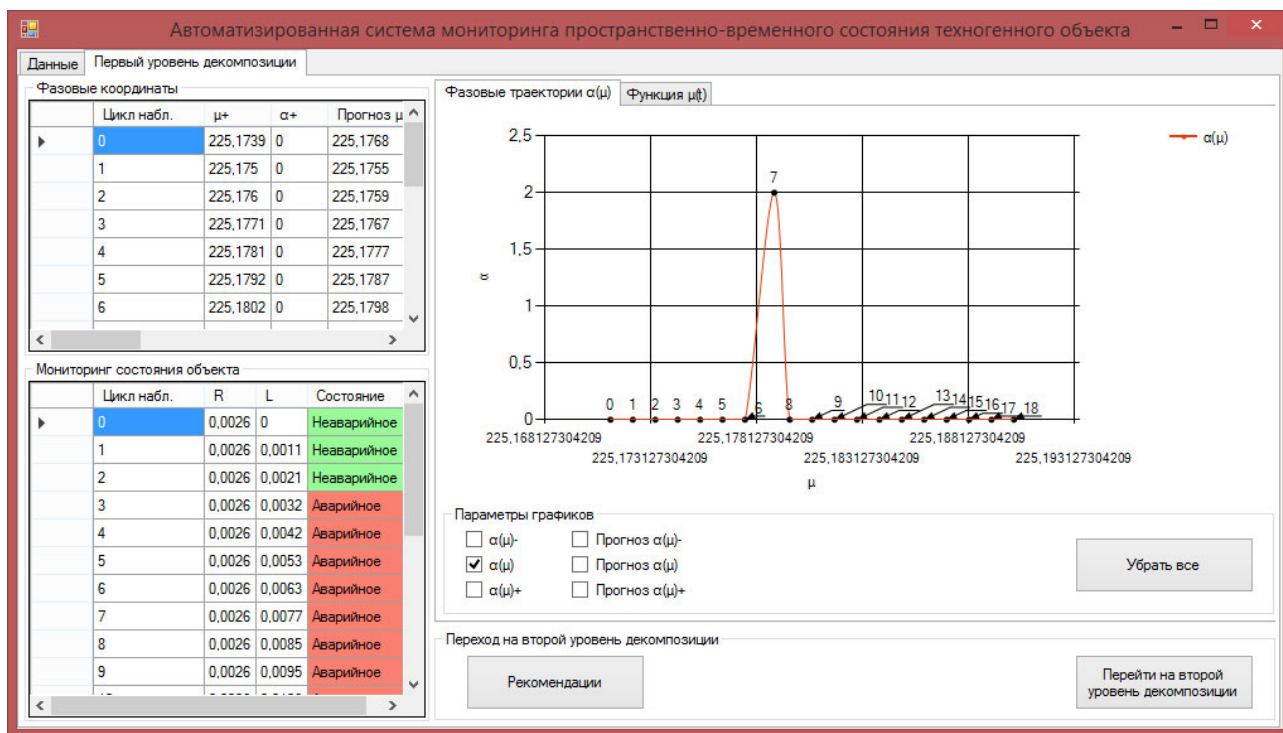 Автоматизированная система мониторинга пространственно-временного состояния техногенного объекта
Данные Первый уровень декомпозиции
Фазовые координаты
Цикл набл. μ+ α+ Прогноз μ
0 225,1739 0 225,1768
1 225,175 0 225,1755
2 225,176 0 225,1759
3 225,1771 0 225,1767
4 225,1781 0 225,1777
5 225,1792 0 225,1787
6 225,1802 0 225,1798
Мониторинг состояния объекта
Цикл набл. R L Состояние
0 0,0026 0 Неаварийное
1 0,0026 0,0011 Неаварийное
2 0,0026 0,0021 Неаварийное
3 0,0026 0,0032 Аварийное
4 0,0026 0,0042 Аварийное
5 0,0026 0,0053 Аварийное
6 0,0026 0,0063 Аварийное
7 0,0026 0,0077 Аварийное
8 0,0026 0,0085 Аварийное
9 0,0026 0,0095 Аварийное
Фазовые траектории α(μ) Функция μ(t)
α(μ)
2,5
2
1,5
1
0,5
0
α
7
0 1 2 3 4 5 6 8 9 10 11 12 13 14 15 16 17 18
225,168127304209 225,178127304209 225,188127304209
225,173127304209 225,183127304209 225,193127304209
μ
Параметры графиков
α(μ)- Прогноз α(μ)-
α(μ) Прогноз α(μ)
α(μ)+ Прогноз α(μ)+
Убрать все
Переход на второй уровень декомпозиции
Рекомендации
Перейти на второй
уровень декомпозиции